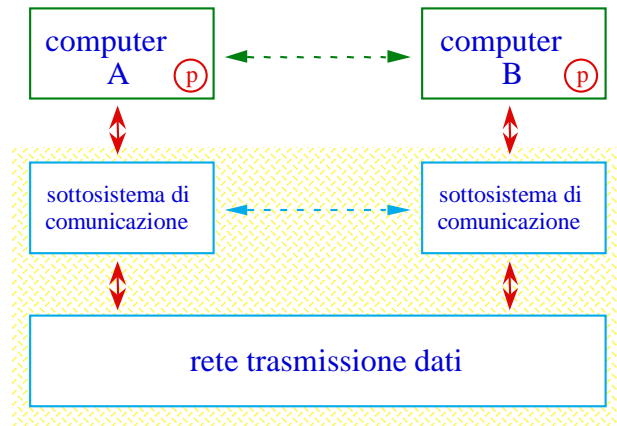 computer
A
p
computer
B
p
sottosistema di
comunicazione
sottosistema di
comunicazione
rete trasmissione dati